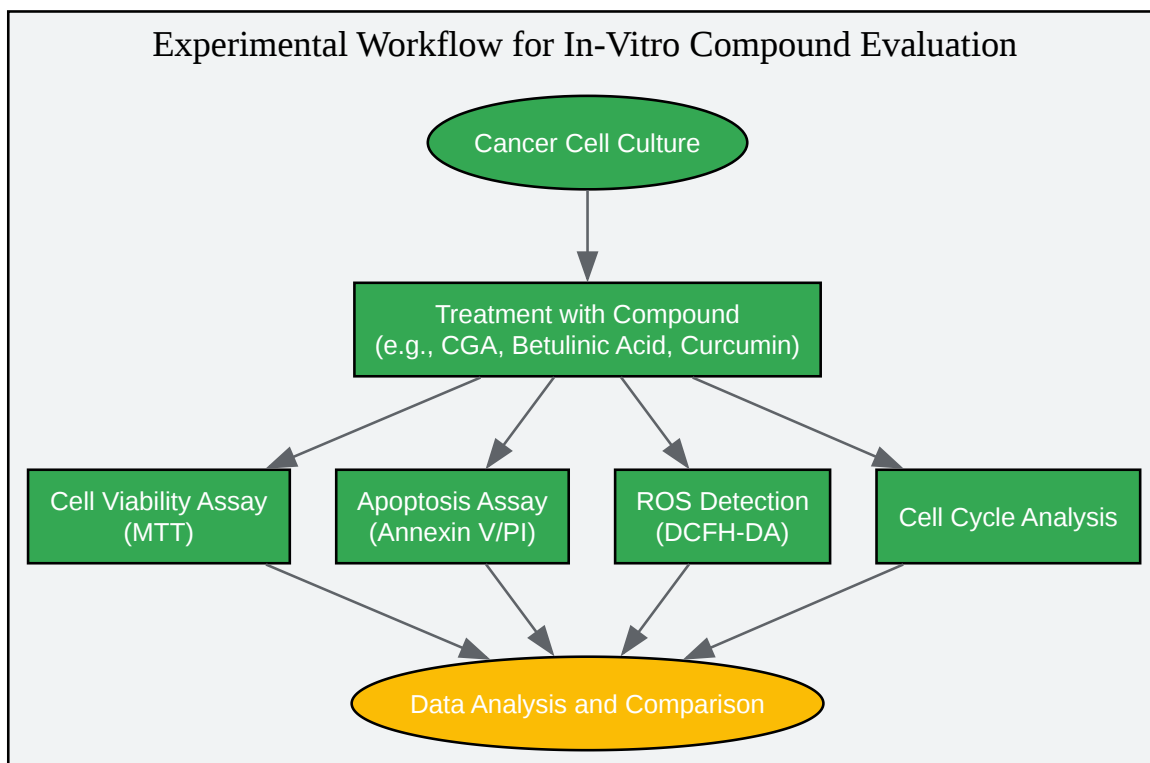 Experimental Workflow for In-Vitro Compound Evaluation
Cancer Cell Culture
Treatment with Compound
(e.g., CGA, Betulinic Acid, Curcumin)
Cell Viability Assay
(MTT)
Apoptosis Assay
(Annexin V/PI)
ROS Detection
(DCFH-DA)
Cell Cycle Analysis
Data Analysis and Comparison